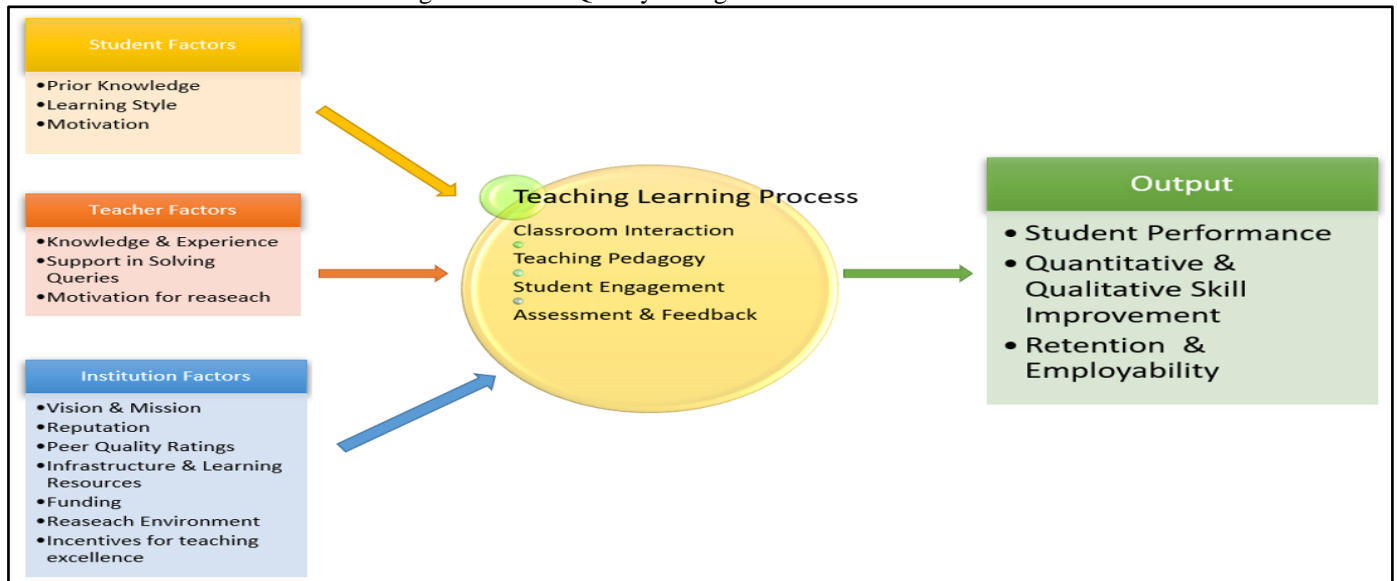 Student Factors
•Prior Knowledge
•Learning Style
•Motivation
Teacher Factors
•Knowledge & Experience
•Support in Solving
Queries
•Motivation for reaseach
Institution Factors
•Vision & Mission
•Reputation
•Peer Quality Ratings
•Infrastructure & Learning
Resources
•Funding
•Reaseach Environment
•Incentives for teaching
excellence
Teaching Learning Process
Classroom Interaction
Teaching Pedagogy
Student Engagement
Assessment & Feedback
Output
• Student Performance
• Quantitative &
Qualitative Skill
Improvement
• Retention &
Employability